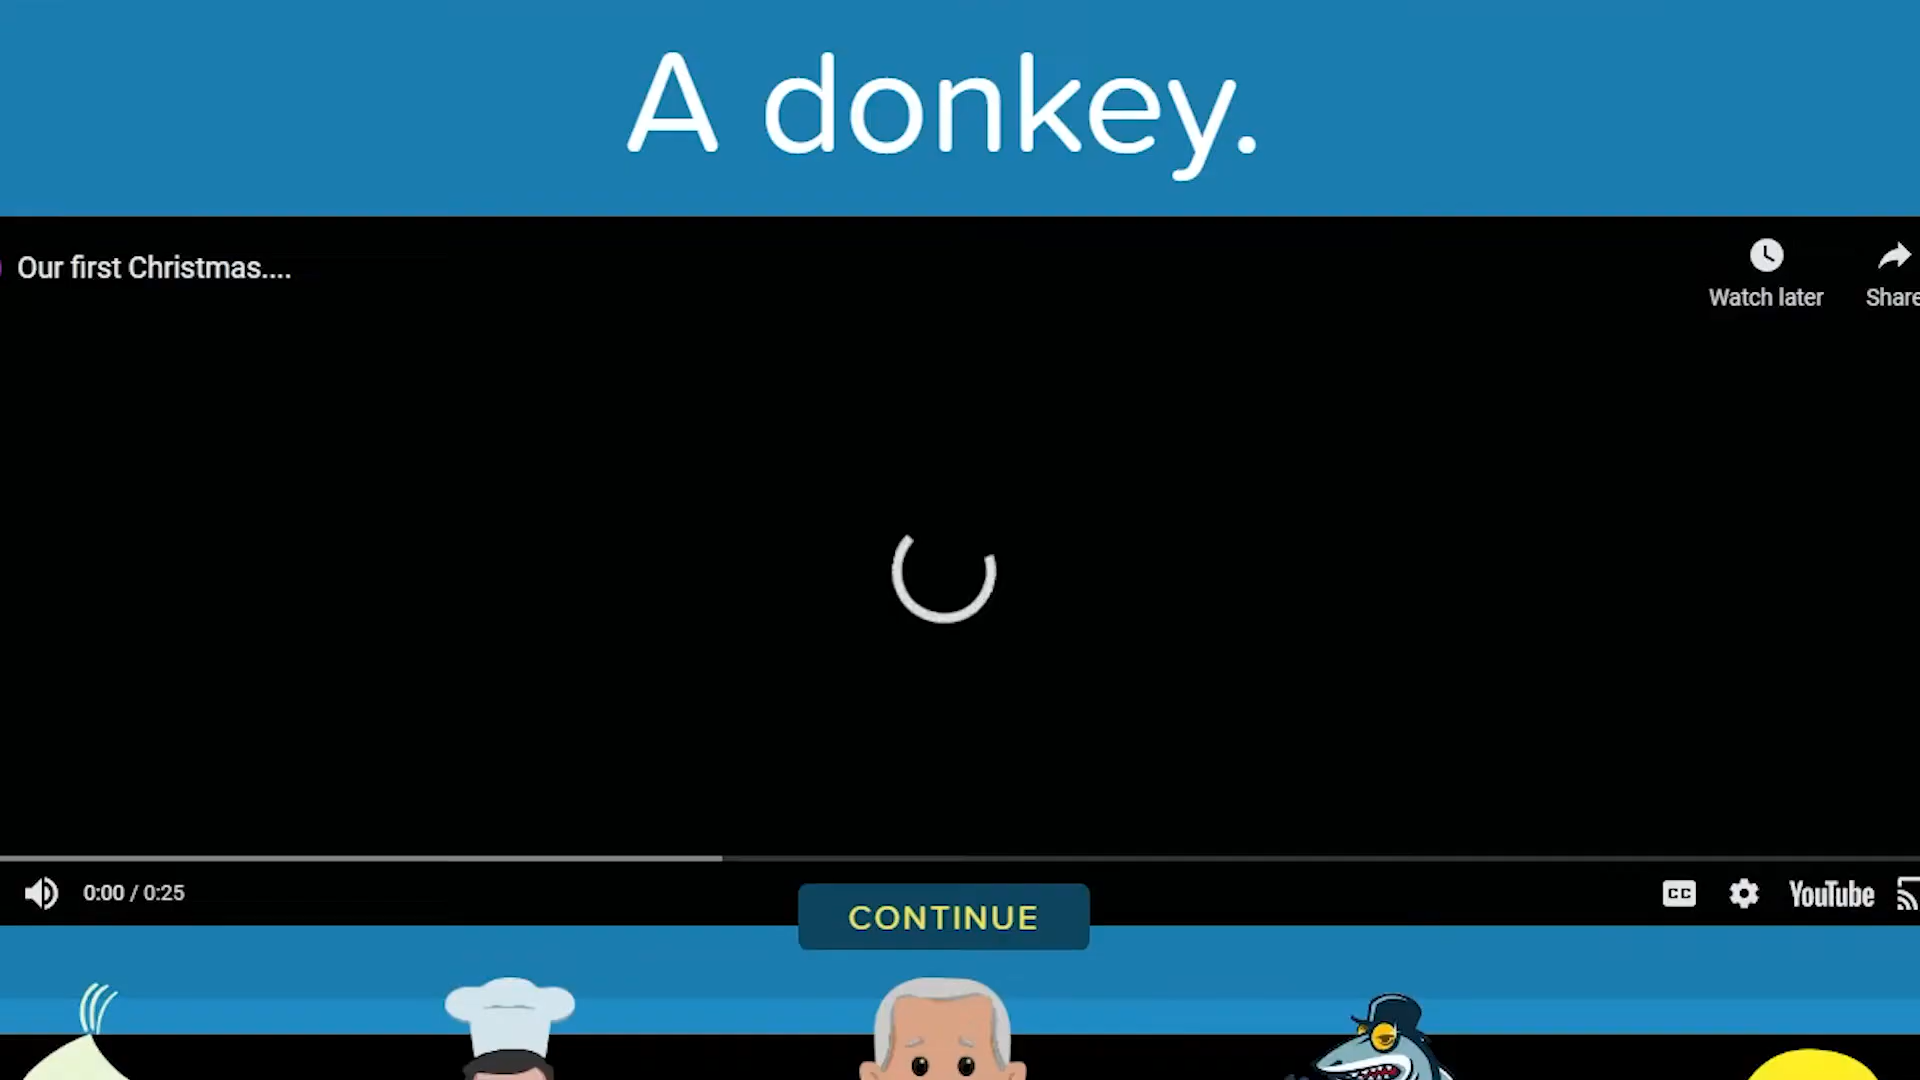 A donkey.
Our first Christmas....
Watch later
Share
0:00 / 0:25
CC
YouTube
CONTINUE